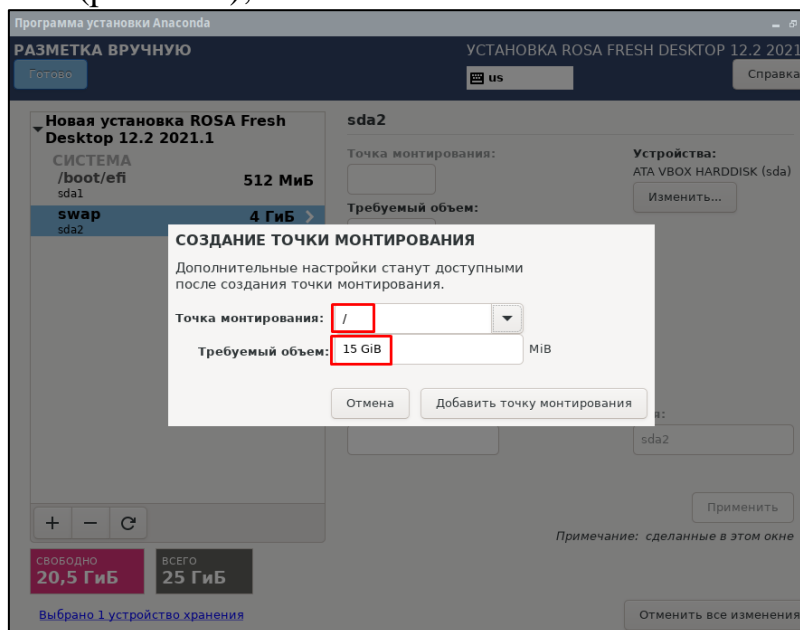 Программа установки Anaconda
РАЗМЕТКА ВРУЧНУЮ
УСТАНОВКА ROSA FRESH DESKTOP 12.2 2021
Готово
us
Справка
Новая установка ROSA Fresh
Desktop 12.2 2021.1
СИСТЕМА
/boot/efi
512 МиБ
sda1
swap
4 ГиБ
sda2
sda2
Точка монтирования:
Устройства:
ATA VBOX HARDDISK (sda)
Изменить...
Требуемый объем:
СОЗДАНИЕ ТОЧКИ МОНТИРОВАНИЯ
Дополнительные настройки станут доступными
после создания точки монтирования.
Точка монтирования: /
Требуемый объем: 15 GiB MiB
Отмена
Добавить точку монтирования
sda2
Применить
Примечание: сделанные в этом окне
+ −
СВОБОДНО
20,5 ГиБ
ВСЕГО
25 ГиБ
Выбрано 1 устройство хранения
Отменить все изменения